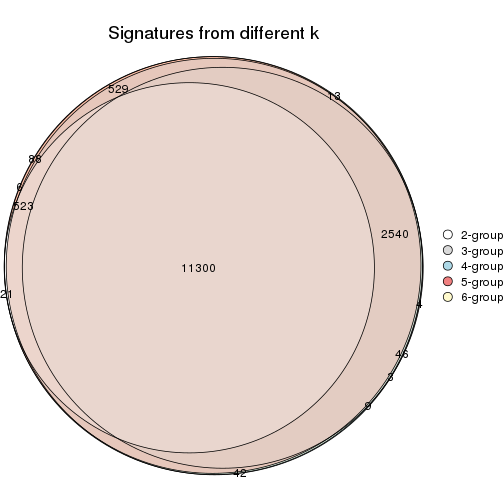 Signatures from different k
529
13
88
6
523
2540
11300
21
4
46
3
9
42
2-group
3-group
4-group
5-group
6-group